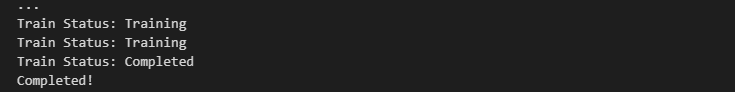 ...
Train Status: Training
Train Status: Training
Train Status: Completed
Completed!